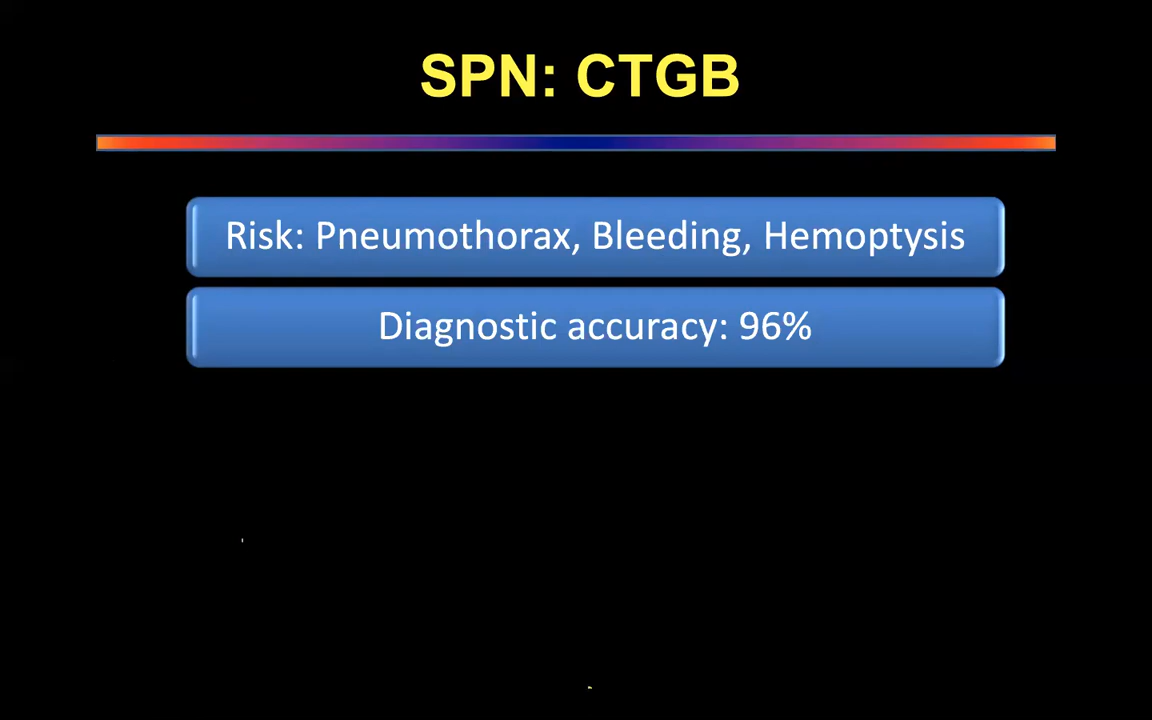 SPN: CTGB
Risk: Pneumothorax, Bleeding, Hemoptysis
Diagnostic accuracy: 96%